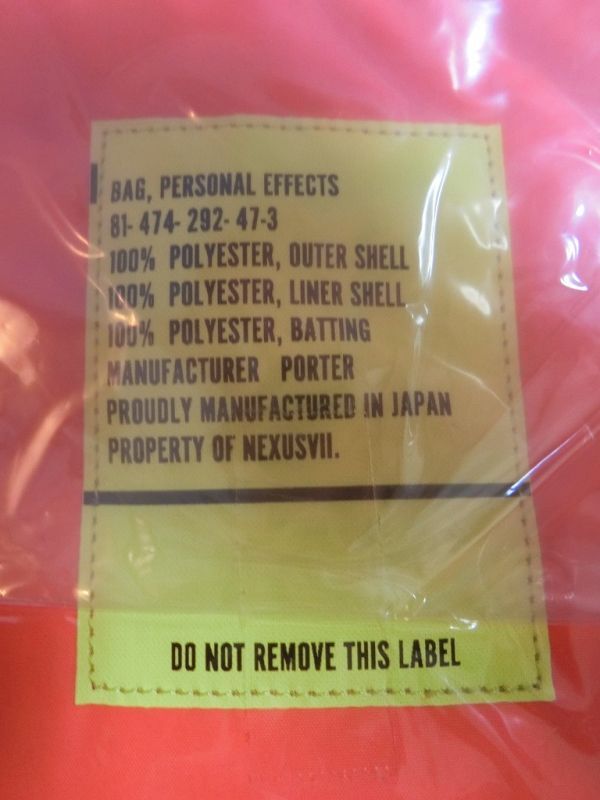 BAG, PERSONAL EFFECTS
81-474-292-47-3
100% POLYESTER, OUTER SHELL
100% POLYESTER, LINER SHELL
100% POLYESTER, BATTING
MANUFACTURER PORTER
PROUDLY MANUFACTURED IN JAPAN
PROPERTY OF NEXUSVII.
DO NOT REMOVE THIS LABEL